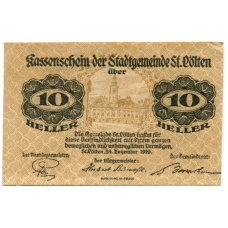 Kassenschein der Stadtgemeinde St. Pölten
über
10 10
HELLER HELLER
Die Gemeinde St. Pölten haftet für
diese Verbindlichkeit mit ihrem ganzen
beweglichen und unbeweglichen Vermögen.
St. Pölten, 24. Dezember 1919.
Der Bürgermeister: